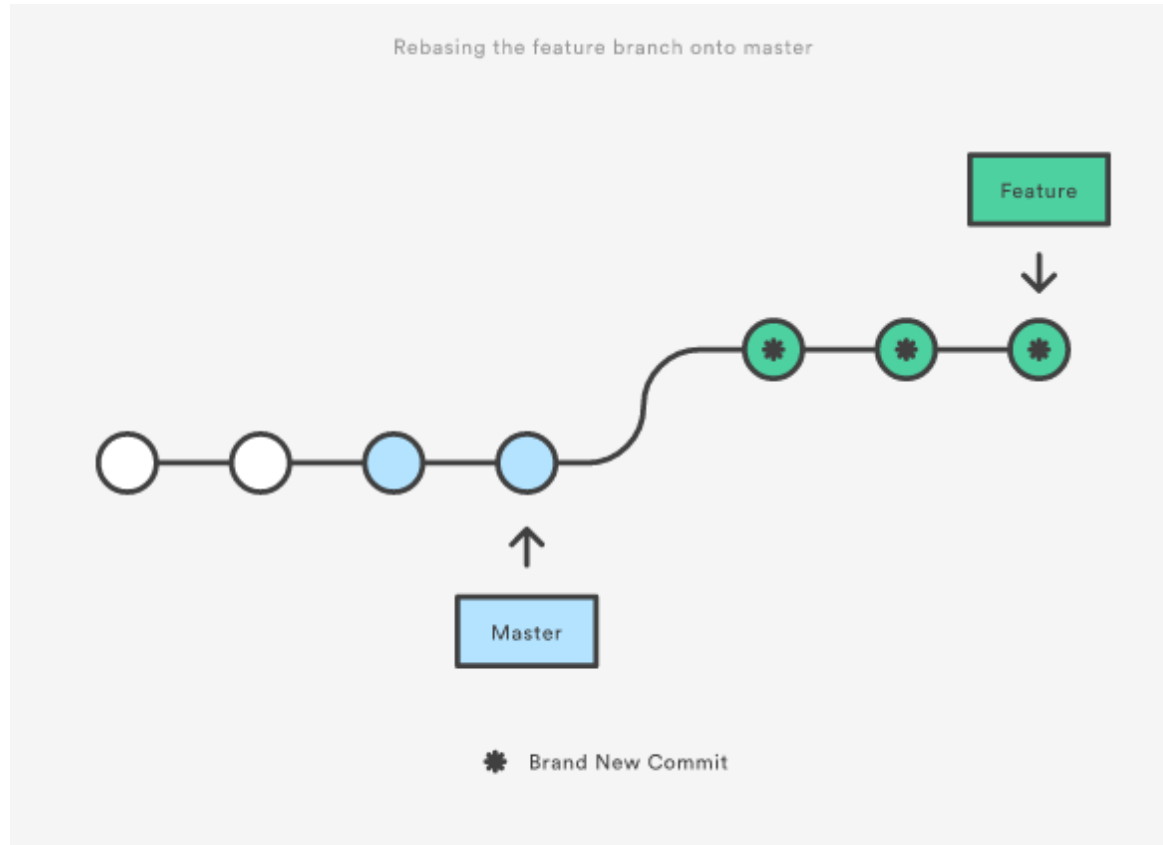 Rebasing the feature branch onto master
Feature
Master
Brand New Commit